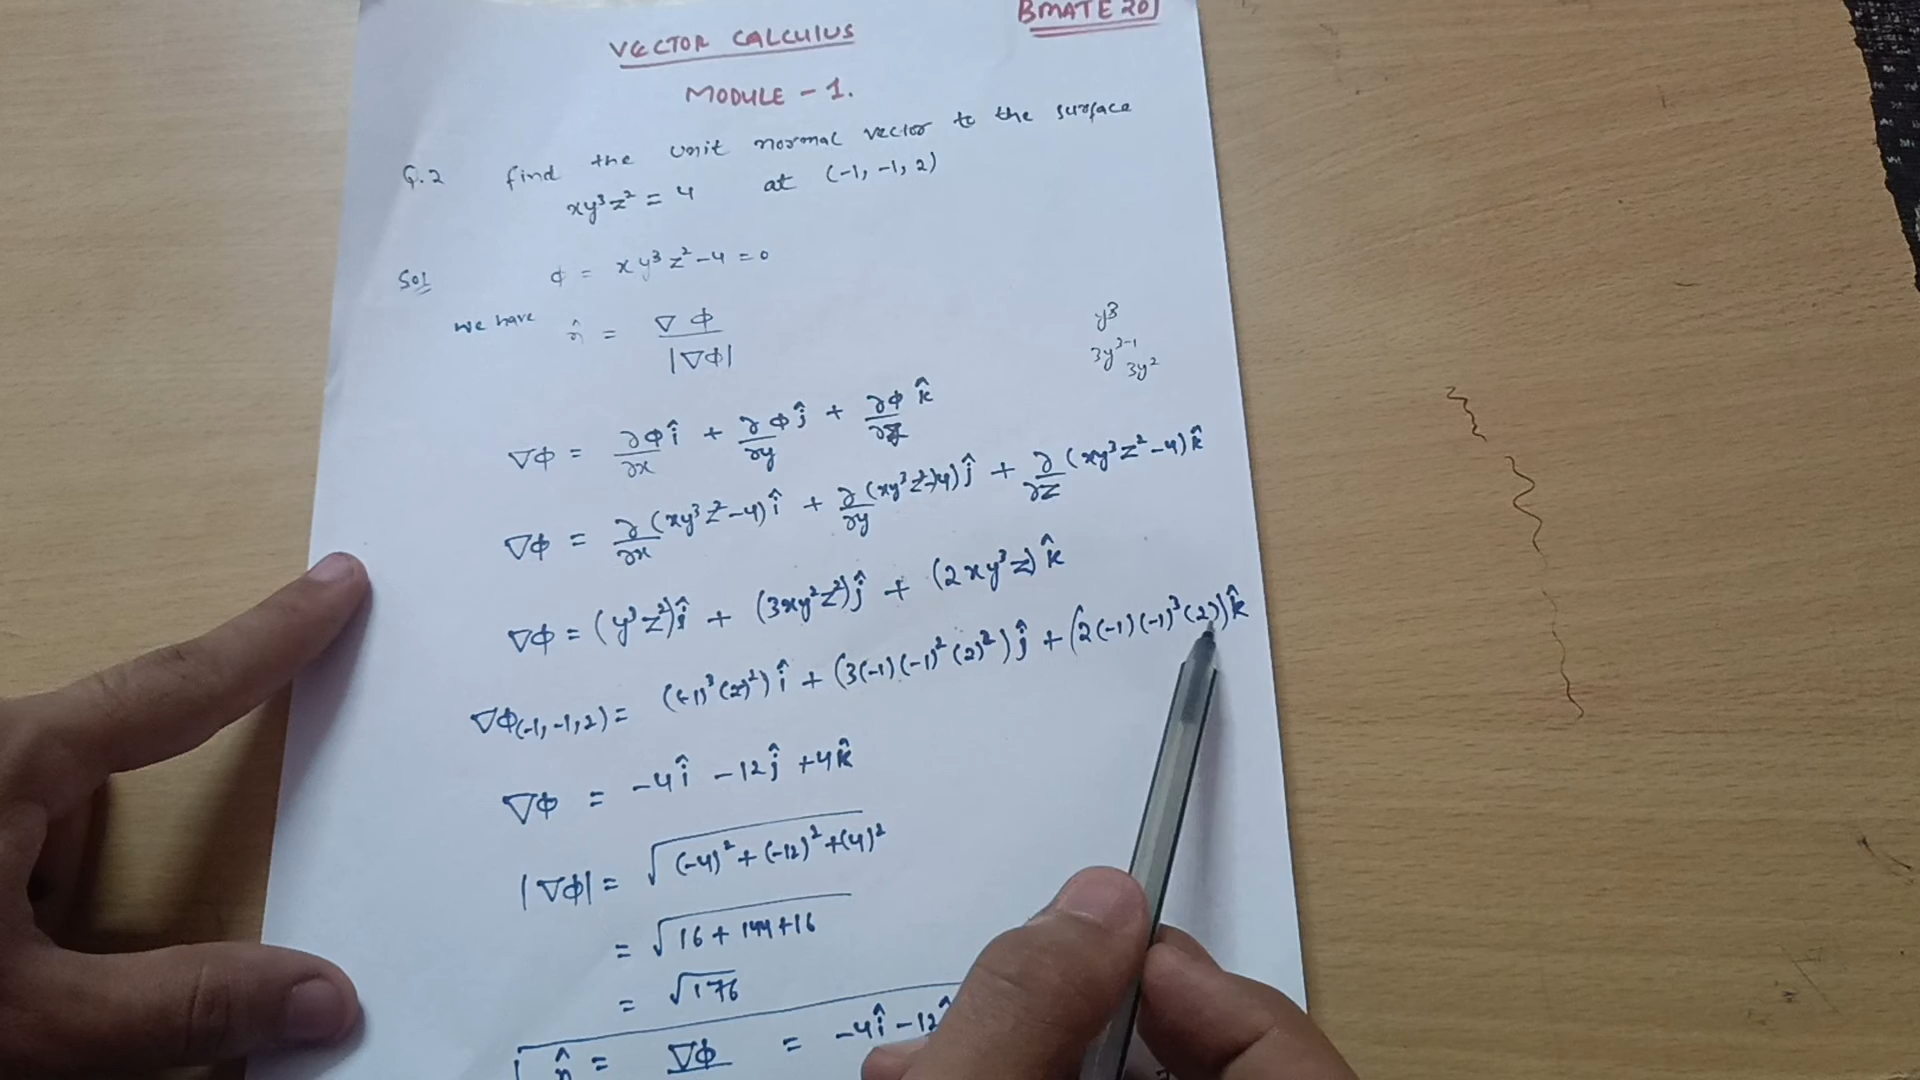 BMATE 201
VECTOR CALCULUS
MODULE - 1.
Q.2 find the unit normal vector to the surface
xy³z² = 4 at (-1, -1, 2)
Sol ϕ = xy³z²-4 = 0
we have n̂ = ∇ϕ / |∇ϕ|
y3
3y³⁻¹
3y²
∇ϕ = ∂ϕ/∂x î + ∂ϕ/∂y ĵ + ∂ϕ/∂z k̂
∇ϕ = ∂/∂x (xy³z²-4) î + ∂/∂y (xy³z²-4) ĵ + ∂/∂z (xy³z²-4) k̂
∇ϕ = (y³z²) î + (3xy²z²) ĵ + (2xy³z) k̂
∇ϕ(-1, -1, 2) = ((-1)³(2)²) î + (3(-1)(-1)²(2)²) ĵ + (2(-1)(-1)³(2)) k̂
∇ϕ = -4î -12ĵ +4k̂
|∇ϕ| = √(-4)²+(-12)²+(4)²
= √16+144+16
= √176
n̂ = ∇ϕ = -4î -12